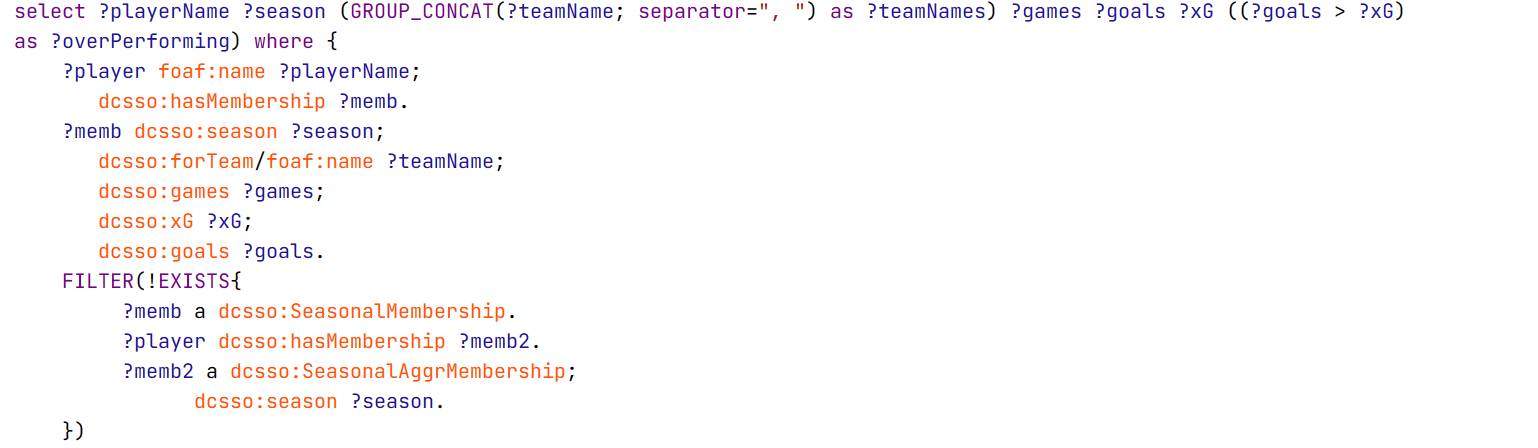 select ?playerName ?season (GROUP_CONCAT(?teamName; separator=", ") as ?teamNames) ?games ?goals ?xG ((?goals > ?xG)
as ?overPerforming) where {
    ?player foaf:name ?playerName;
       dcsso:hasMembership ?memb.
    ?memb dcsso:season ?season;
       dcsso:forTeam/foaf:name ?teamName;
       dcsso:games ?games;
       dcsso:xG ?xG;
       dcsso:goals ?goals.
    FILTER(!EXISTS{
         ?memb a dcsso:SeasonalMembership.
         ?player dcsso:hasMembership ?memb2.
         ?memb2 a dcsso:SeasonalAggrMembership;
               dcsso:season ?season.
    })